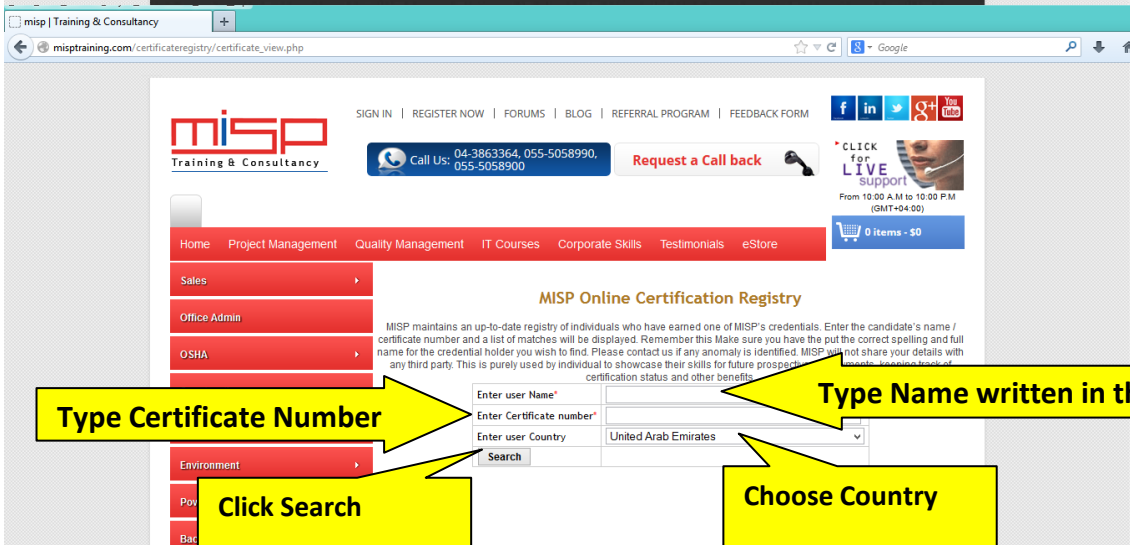 misp | Training & Consultancy
+
misptraining.com/certificateregistry/certificate_view.php
8 Google
SIGN IN | REGISTER NOW | FORUMS | BLOG | REFERRAL PROGRAM | FEEDBACK FORM
f in g+ You Tube
misp
Training & Consultancy
Call Us: 04-3863364, 055-5058990,
055-5058900
Request a Call back
CLICK
for
LIVE
support
From 10:00 A.M to 10:00 P.M
(GMT+04:00)
0 items - $0
Home Project Management Quality Management IT Courses Corporate Skills Testimonials eStore
Sales
Office Admin
OSHA
Environment
MISP Online Certification Registry
MISP maintains an up-to-date registry of individuals who have earned one of MISP's credentials. Enter the candidate's name /
certificate number and a list of matches will be displayed. Remember this Make sure you have the put the correct spelling and full
name for the credential holder you wish to find. Please contact us if any anomaly is identified. MISP will not share your details with
any third party. This is purely used by individual to showcase their skills for future keeping track of
certification status and other benefits
Enter user Name*
Enter Certificate number*
Enter user Country United Arab Emirates
Search
Type Certificate Number
Type Name written in
Click Search
Choose Country